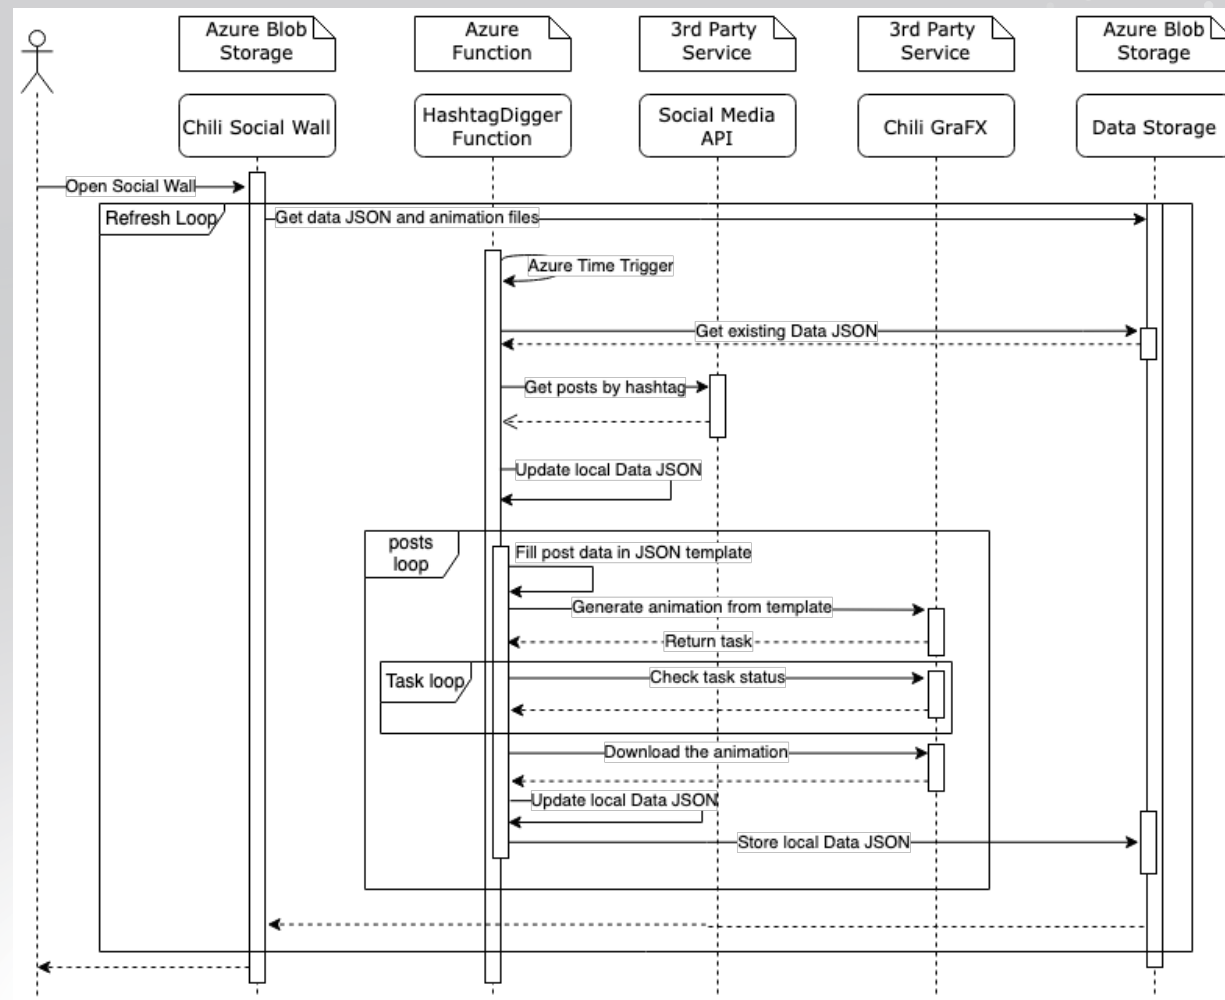 Azure Blob
Storage
Azure
Function
3rd Party
Service
3rd Party
Service
Azure Blob
Storage
Chili Social Wall
HashtagDigger
Function
Social Media
API
Chili GraFX
Data Storage
Open Social Wall
Refresh Loop
Get data JSON and animation files
Azure Time Trigger
Get existing Data JSON
Get posts by hashtag
Update local Data JSON
posts
loop
Fill post data in JSON template
Generate animation from template
Return task
Task loop
Check task status
Download the animation
Update local Data JSON
Store local Data JSON